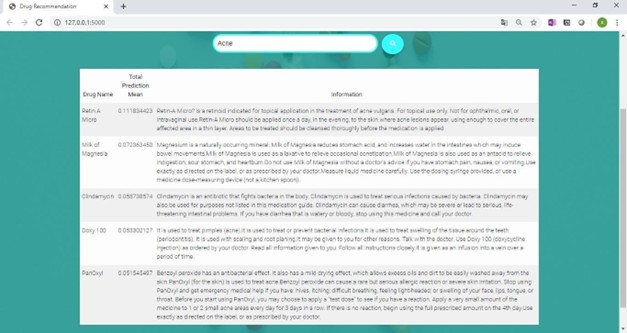 Drug Recommendation
127.0.0.1:5000
Acne
Total
Prediction
Drug Name Mean Information
Retin A 0.111834423 Retin-A Micro? is a retinoid indicated for topical application in the treatment of acne vulgaris. For topical use only. Not for ophthalmic, oral, or
Micro intravaginal use.Retin-A Micro should be applied once a day, in the evening, to the skin where acne lesions appear, using enough to cover the entire
affected area in a thin layer. Areas to be treated should be cleansed thoroughly before the medication is applied.
Milk of 0.072363460 Magnesium is a naturally occurring mineral. Milk of Magnesia reduces stomach acid, and increases water in the intestines which may induce
Magnesia bowel movements.Milk of Magnesia is used as a laxative to relieve occasional constipation.Milk of Magnesia is also used as an antacid to relieve
indigestion, sour stomach, and heartburn.Do not use Milk of Magnesia without a doctor's advice if you have stomach pain, nausea, or vomiting.Use
exactly as directed on the label, or as prescribed by your doctor.Measure liquid medicine carefully. Use the dosing syringe provided, or use a
medicine dose-measuring device (not a kitchen spoon).
Clindamycin Clindamycin is an antibiotic that fights bacteria in the body. Clindamycin is used to treat serious infections caused by bacteria. Clindamycin may
also be used for purposes not listed in this medication guide. Clindamycin can cause diarrhea, which may be severe or lead to serious, life-
threatening intestinal problems. If you have diarrhea that is watery or bloody, stop using this medicine and call your doctor.
Doxy 100 It is used to treat pimples (acne).It is used to treat or prevent bacterial infections.It is used to treat swelling of the tissue around the teeth
(periodontitis). It is used with scaling and root planing.It may be given to you for other reasons. Talk with the doctor. Use Doxy 100 (doxycycline
injection) as ordered by your doctor. Read all information given to you. Follow all instructions closely.It is given as an infusion into a vein over a
period of time.
PanOxyl Benzoyl peroxide has an antibacterial effect. It also has a mild drying effect, which allows excess oils and dirt to be easily washed away from the
skin.PanOxyl (for the skin) is used to treat acne.Benzoyl peroxide can cause a rare but serious allergic reaction or severe skin irritation. Stop using
PanOxyl and get emergency medical help if you have: hives, itching; difficult breathing, feeling light-headed; or swelling of your face, lips, tongue, or
throat. Before you start using PanOxyl, you may choose to apply a "test dose" to see if you have a reaction. Apply a very small amount of the
medicine to 1 or 2 small acne areas every day for 3 days in a row. If there is no reaction, begin using the full prescribed amount on the 4th day.Use
exactly as directed on the label, or as prescribed by your doctor.